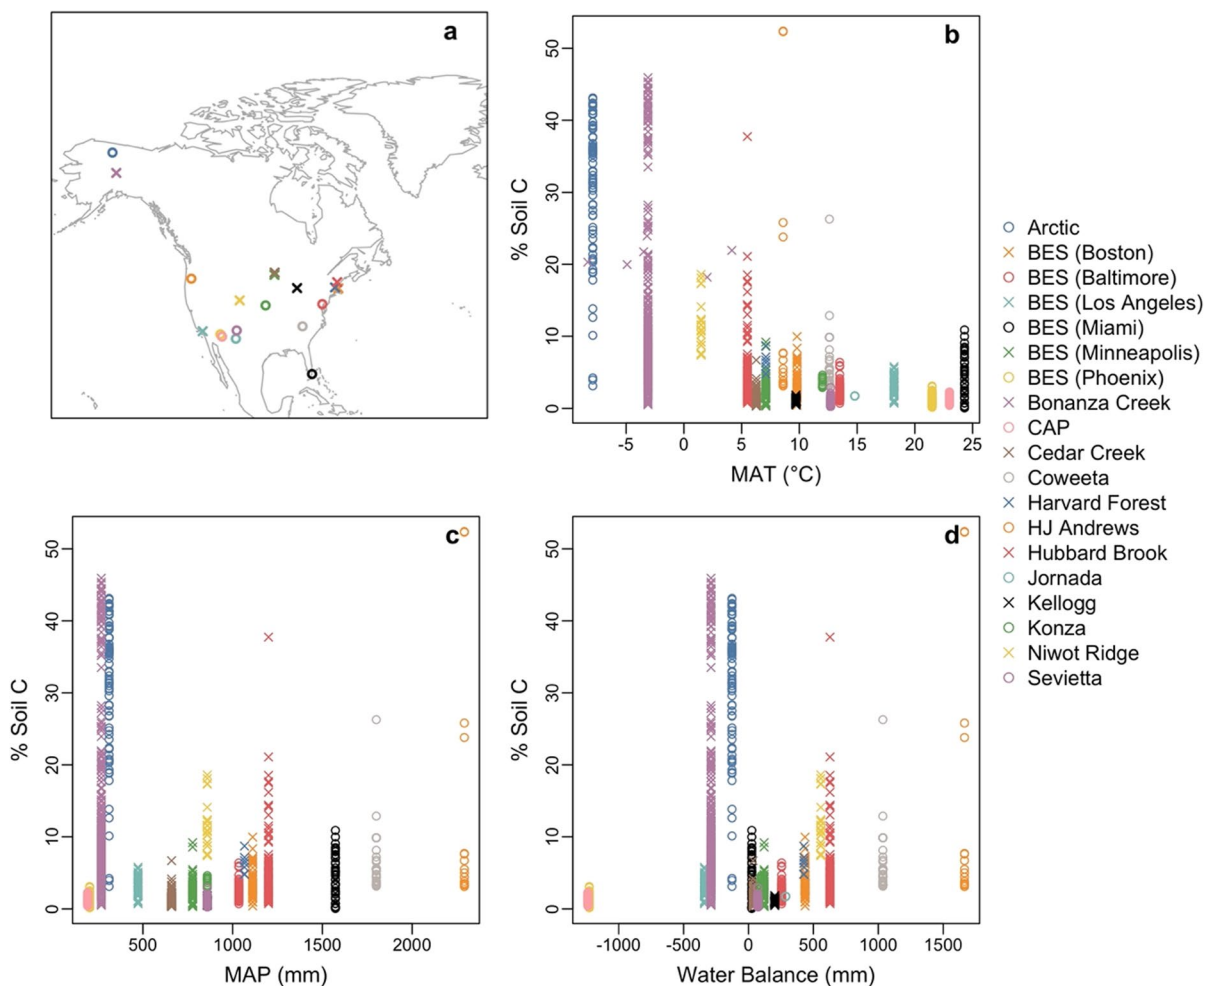 a
b
% Soil C
0
10
20
30
40
50
-5
0
5
10
15
20
25
MAT (°C)
Arctic
BES (Boston)
BES (Baltimore)
BES (Los Angeles)
BES (Miami)
BES (Minneapolis)
BES (Phoenix)
Bonanza Creek
CAP
Cedar Creek
Coweeta
Harvard Forest
HJ Andrews
Hubbard Brook
Jornada
Kellogg
Konza
Niwot Ridge
Sevietta
c
% Soil C
0
10
20
30
40
50
500
1000
1500
2000
MAP (mm)
d
% Soil C
0
10
20
30
40
50
-1000
-500
0
500
1000
1500
Water Balance (mm)